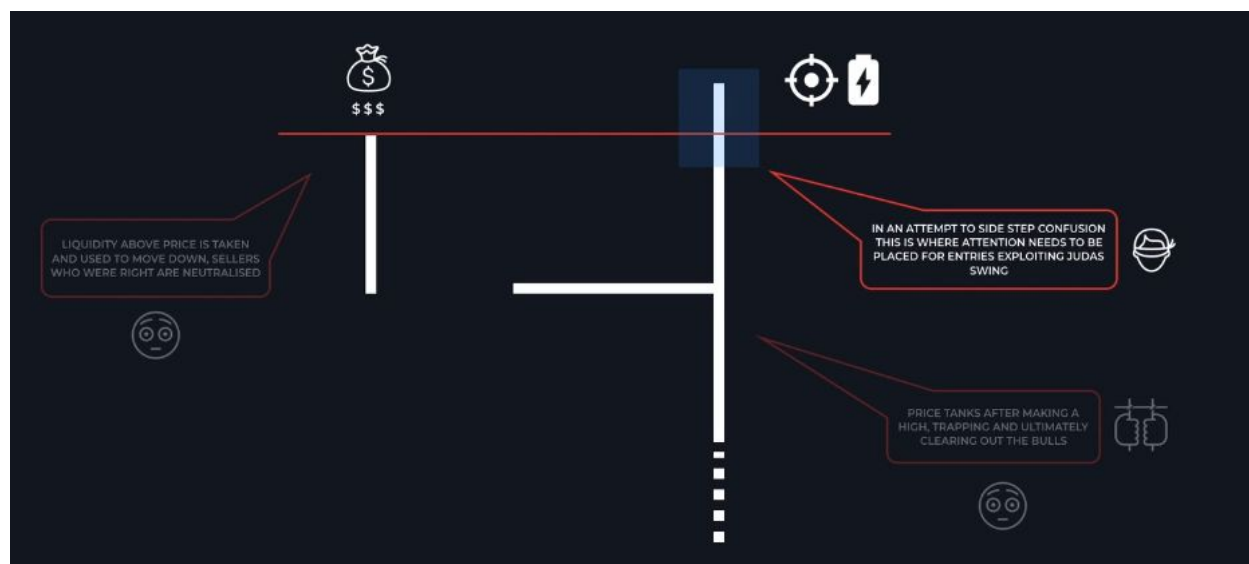 $
$$$
LIQUIDITY ABOVE PRICE IS TAKEN
AND USED TO MOVE DOWN, SELLERS
WHO WERE RIGHT ARE NEUTRALISED
IN AN ATTEMPT TO SIDE STEP CONFUSION
THIS IS WHERE ATTENTION NEEDS TO BE
PLACED FOR ENTRIES EXPLOITING JUDAS
SWING
PRICE TANKS AFTER MAKING A
HIGH, TRAPPING AND ULTIMATELY
CLEARING OUT THE BULLS